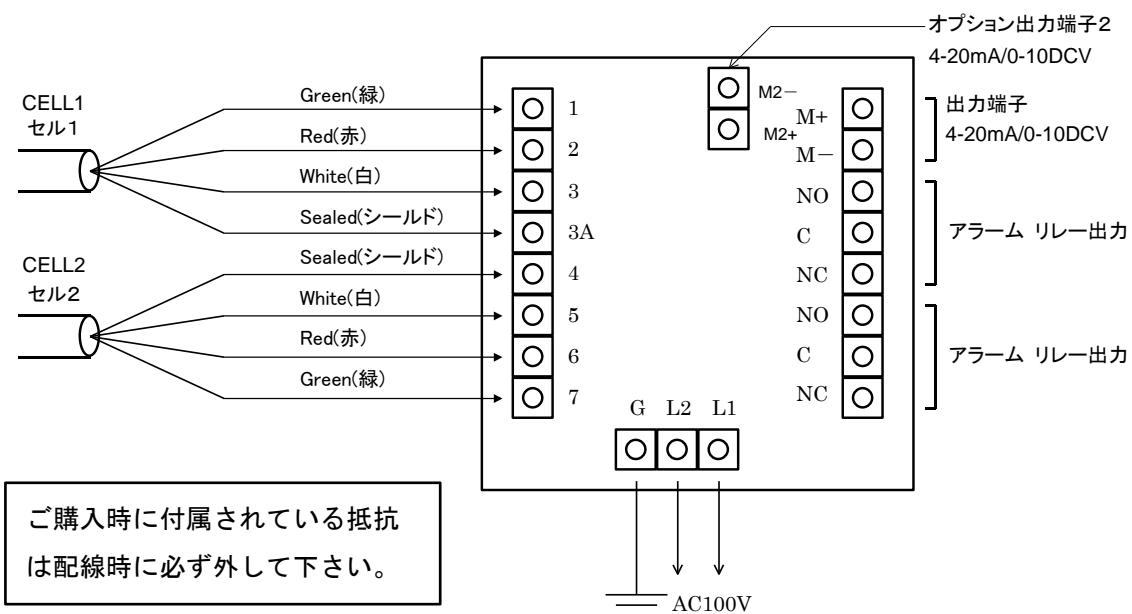 オプション出力端子2
4-20mA/0-10DCV
CELL1
セル1
Green(緑)
Red(赤)
White(白)
Sealed(シールド)
CELL2
セル2
Sealed(シールド)
White(白)
Red(赤)
Green(緑)
1
2
3
3A
4
5
6
7
M2−
M2+
M+
M−
NO
C
NC
NO
C
NC
出力端子
4-20mA/0-10DCV
アラーム リレー出力
アラーム リレー出力
G L2 L1
AC100V
ご購入時に付属されている抵抗
は配線時に必ず外して下さい。